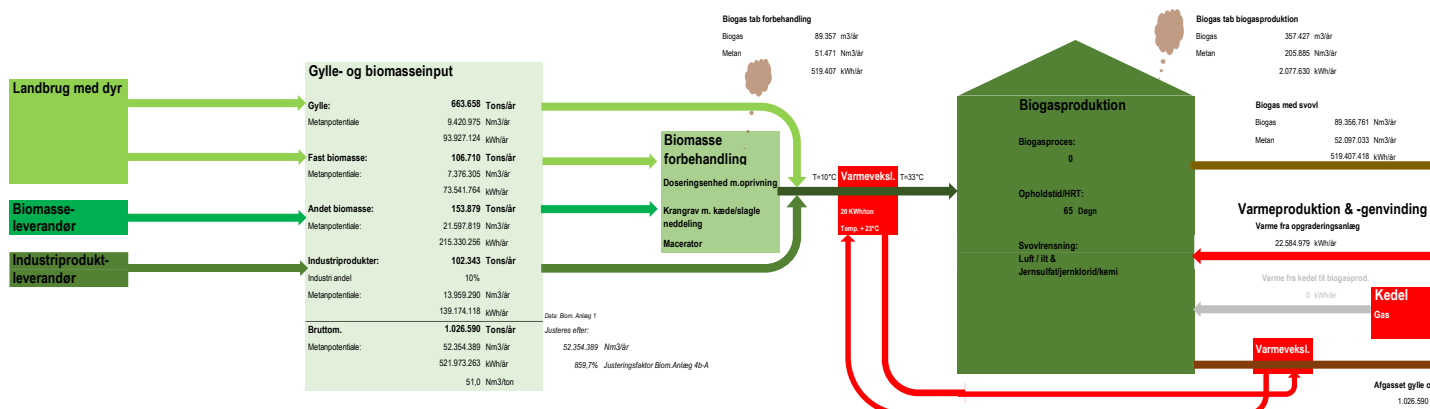 Biogas tab forbehandling
Biogas 89.357 m3/år
Metan 51.471 Nm3/år
519.407 kWh/år
Biogas tab biogasproduktion
Biogas 357.427 m3/år
Metan 205.885 Nm3/år
2.077.630 kWh/år
Landbrug med dyr
Biomasse-
leverandør
Industriprodukt-
leverandør
Gylle- og biomasseinput
Gylle: 663.658 Tons/år
Metanpotentiale 9.420.975 Nm3/år
93.927.124 kWh/år
Fast biomasse: 106.710 Tons/år
Metanpotentiale: 7.376.305 Nm3/år
73.541.764 kWh/år
Andet biomasse: 153.879 Tons/år
Metanpotentiale: 21.597.819 Nm3/år
215.330.256 kWh/år
Industriprodukter: 102.343 Tons/år
Industri andel 10%
Metanpotentiale: 13.959.290 Nm3/år
139.174.118 kWh/år
Bruttom. 1.026.590 Tons/år
Metanpotentiale: 52.354.389 Nm3/år
521.973.263 kWh/år
51,0 Nm3/ton
Data: Biom. Anlæg 1
Justeres efter:
52.354.389 Nm3/år
859,7% Justeringsfaktor Biom.Anlæg 4b-A
Biomasse
forbehandling
Doseringsenhed m.oprivning
Krangrav m. kæde/slagle
neddeling
Macerator
T=10°C Varmeveksl. T=33°C
20 KWh/ton
Temp. + 23°C
Biogasproduktion
Biogasproces:
0
Opholdstid/HRT:
65 Døgn
Svovlrensning:
Luft / ilt &
Jernsulfat/jernklorid/kemi
Biogas med svovl
Biogas 89.356.761 Nm3/år
Metan 52.097.033 Nm3/år
519.407.418 kWh/år
Varmeproduktion & -genvinding
Varme fra opgraderingsanlæg
22.584.979 kWh/år
Varme fra kedel til biogasprod.
0 kWh/år
Kedel
Gas
Varmeveksl.
Afgasset gylle o
1.026.590